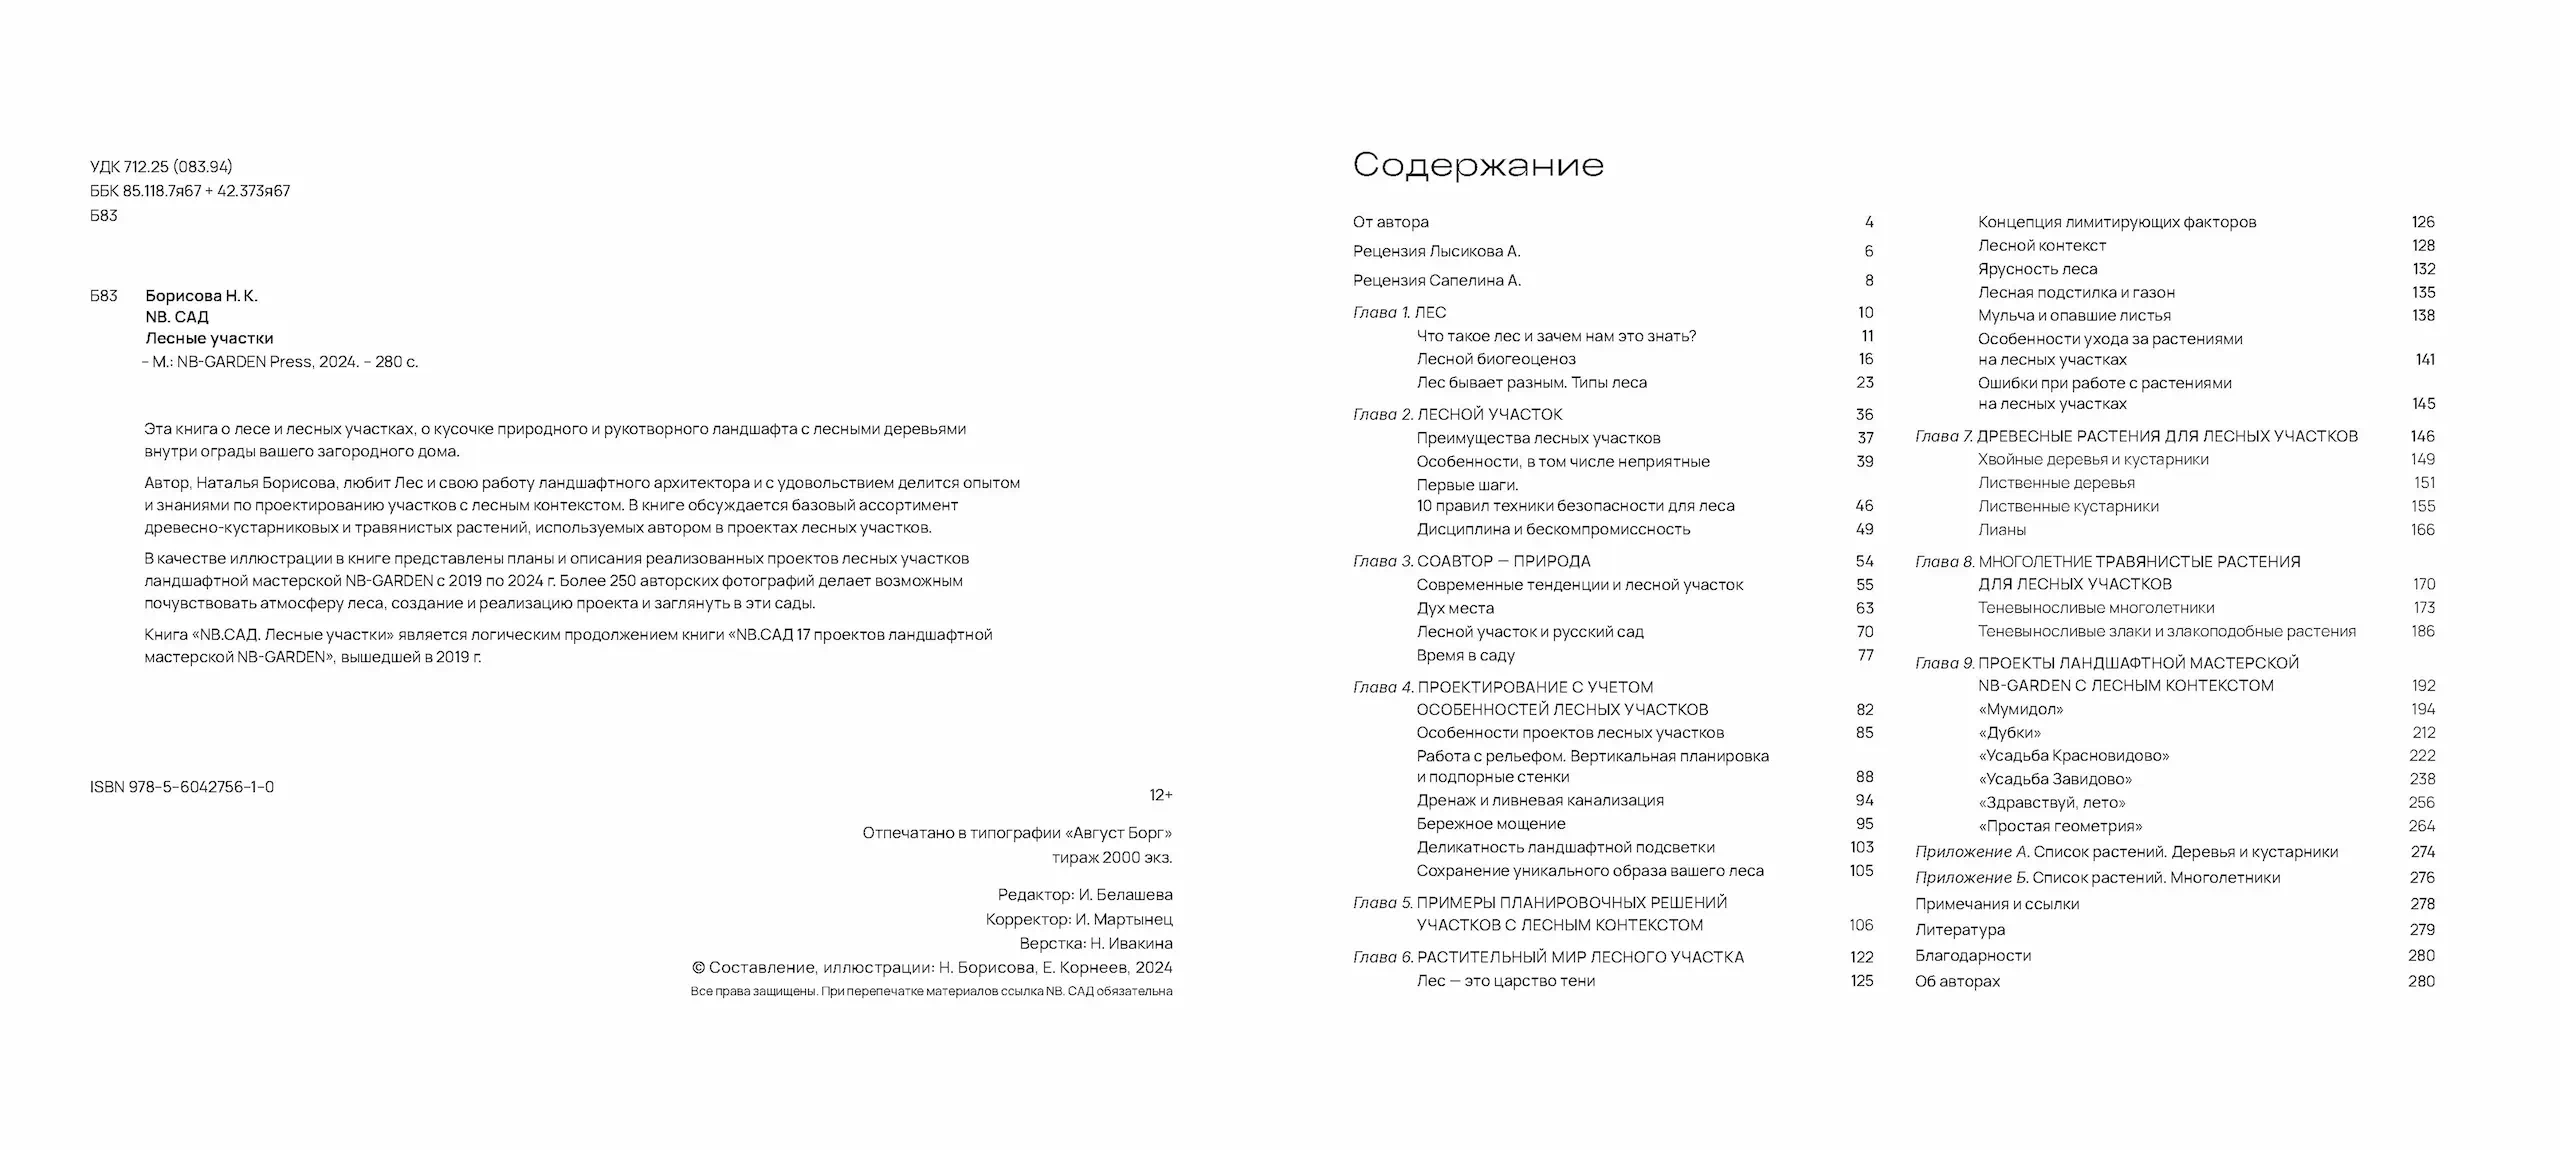 УДК 712.25 (083.94)
ББК 85.118.7я67 + 42.373я67
Б83
Б83 Борисова Н. К.
NB. САД
Лесные участки
– М.: NB-GARDEN Press, 2024. – 280 с.
Эта книга о лесе и лесных участках, о кусочке природного и рукотворного ландшафта с лесными деревьями
внутри ограды вашего загородного дома.
Автор, Наталья Борисова, любит Лес и свою работу ландшафтного архитектора и с удовольствием делится опытом
и знаниями по проектированию участков с лесным контекстом. В книге обсуждается базовый ассортимент
древесно-кустарниковых и травянистых растений, используемых автором в проектах лесных участков.
В качестве иллюстрации в книге представлены планы и описания реализованных проектов лесных участков
ландшафтной мастерской NB-GARDEN с 2019 по 2024 г. Более 250 авторских фотографий делает возможным
почувствовать атмосферу леса, создание и реализацию проекта и заглянуть в эти сады.
Книга «NB.САД. Лесные участки» является логическим продолжением книги «NB.САД 17 проектов ландшафтной
мастерской NB-GARDEN», вышедшей в 2019 г.
ISBN 978–5–6042756–1–0
12+
Отпечатано в типографии «Август Борг»
тираж 2000 экз.
Редактор: И. Белашева
Корректор: И. Мартынец
Верстка: Н. Ивакина
© Составление, иллюстрации: Н. Борисова, Е. Корнеев, 2024
Все права защищены. При перепечатке материалов ссылка NB. САД обязательна
Содержание
От автора 4
Рецензия Лысикова А. 6
Рецензия Сапелина А. 8
Глава 1. ЛЕС 10
Что такое лес и зачем нам это знать? 11
Лесной биогеоценоз 16
Лес бывает разным. Типы леса 23
Глава 2. ЛЕСНОЙ УЧАСТОК 36
Преимущества лесных участков 37
Особенности, в том числе неприятные 39
Первые шаги.
10 правил техники безопасности для леса 46
Дисциплина и бескомпромиссность 49
Глава 3. СОАВТОР — ПРИРОДА 54
Современные тенденции и лесной участок 55
Дух места 63
Лесной участок и русский сад 70
Время в саду 77
Глава 4. ПРОЕКТИРОВАНИЕ С УЧЕТОМ
ОСОБЕННОСТЕЙ ЛЕСНЫХ УЧАСТКОВ 82
Особенности проектов лесных участков 85
Работа с рельефом. Вертикальная планировка
и подпорные стенки 88
Дренаж и ливневая канализация 94
Бережное мощение 95
Деликатность ландшафтной подсветки 103
Сохранение уникального образа вашего леса 105
Глава 5. ПРИМЕРЫ ПЛАНИРОВОЧНЫХ РЕШЕНИЙ
УЧАСТКОВ С ЛЕСНЫМ КОНТЕКСТОМ 106
Глава 6. РАСТИТЕЛЬНЫЙ МИР ЛЕСНОГО УЧАСТКА 122
Лес — это царство тени 125
Концепция лимитирующих факторов 126
Лесной контекст 128
Ярусность леса 132
Лесная подстилка и газон 135
Мульча и опавшие листья 138
Особенности ухода за растениями
на лесных участках 141
Ошибки при работе с растениями
на лесных участках 145
Глава 7. ДРЕВЕСНЫЕ РАСТЕНИЯ ДЛЯ ЛЕСНЫХ УЧАСТКОВ 146
Хвойные деревья и кустарники 149
Лиственные деревья 151
Лиственные кустарники 155
Лианы 166
Глава 8. МНОГОЛЕТНИЕ ТРАВЯНИСТЫЕ РАСТЕНИЯ
ДЛЯ ЛЕСНЫХ УЧАСТКОВ 170
Теневыносливые многолетники 173
Теневыносливые злаки и злакоподобные растения 186
Глава 9. ПРОЕКТЫ ЛАНДШАФТНОЙ МАСТЕРСКОЙ
NB-GARDEN С ЛЕСНЫМ КОНТЕКСТОМ 192
«Мумидол» 194
«Дубки» 212
«Усадьба Красновидово» 222
«Усадьба Завидово» 238
«Здравствуй, лето» 256
«Простая геометрия» 264
Приложение А. Список растений. Деревья и кустарники 274
Приложение Б. Список растений. Многолетники 276
Примечания и ссылки 278
Литература 279
Благодарности 280
Об авторах 280